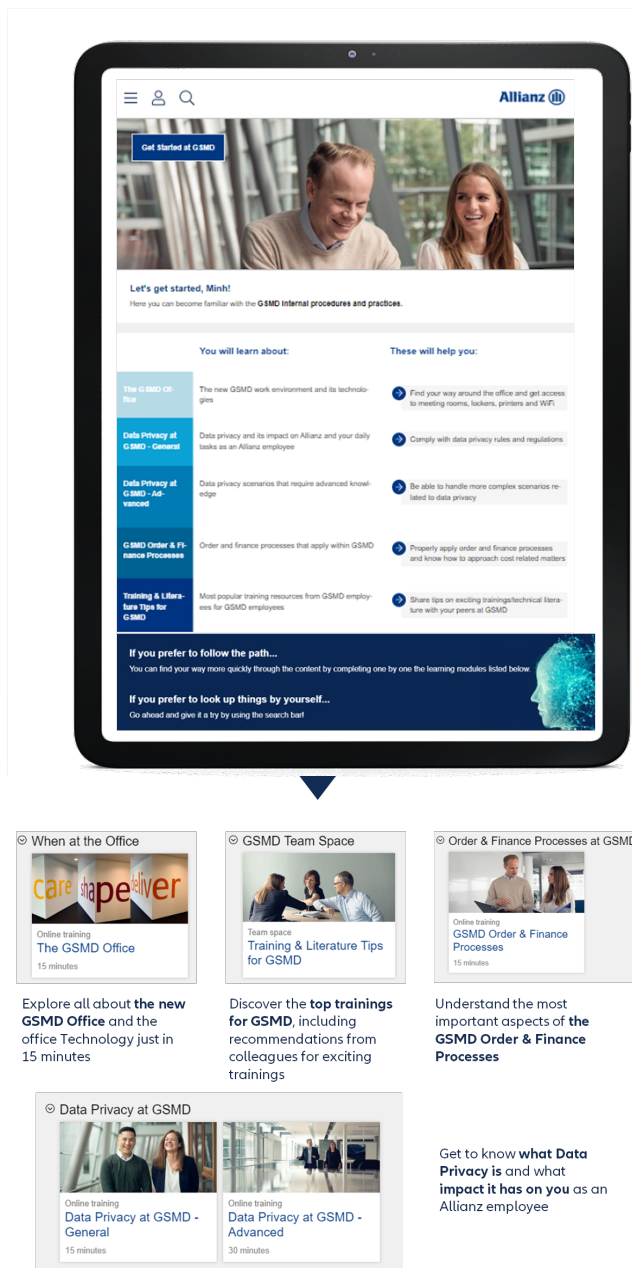 Allianz
Get Started at GSMD
Let's get started, Minh!
Here you can become familiar with the GSMD internal procedures and practices.
You will learn about:
These will help you:
The GSMD Of-
fice
The new GSMD work environment and its technolo-
gies
Find your way around the office and get access
to meeting rooms, lockers, printers and WiFi
Data Privacy at
GSMD - General
Data privacy and its impact on Allianz and your daily
tasks as an Allianz employee
Comply with data privacy rules and regulations
Data Privacy at
GSMD - Ad-
vanced
Data privacy scenarios that require advanced knowl-
edge
Be able to handle more complex scenarios re-
lated to data privacy
GSMD Order & Fi-
nance Processes
Order and finance processes that apply within GSMD
Properly apply order and finance processes
and know how to approach cost related matters
Training & Litera-
ture Tips for
GSMD
Most popular training resources from GSMD employ-
ees for GSMD employees
Share tips on exciting trainings/technical litera-
ture with your peers at GSMD
If you prefer to follow the path...
You can find your way more quickly through the content by completing one by one the learning modules listed below.
If you prefer to look up things by yourself...
Go ahead and give it a try by using the search bar!
When at the Office
care shape deliver
Online training
The GSMD Office
15 minutes
Explore all about the new
GSMD Office and the
office Technology just in
15 minutes
GSMD Team Space
Team space
Training & Literature Tips
for GSMD
Discover the top trainings
for GSMD, including
recommendations from
colleagues for exciting
trainings
Order & Finance Processes at GSMD
Online training
GSMD Order & Finance
Processes
15 minutes
Understand the most
important aspects of the
GSMD Order & Finance
Processes
Data Privacy at GSMD
Online training
Data Privacy at GSMD -
General
15 minutes
Online training
Data Privacy at GSMD -
Advanced
30 minutes
Get to know what Data
Privacy is and what
impact it has on you as an
Allianz employee